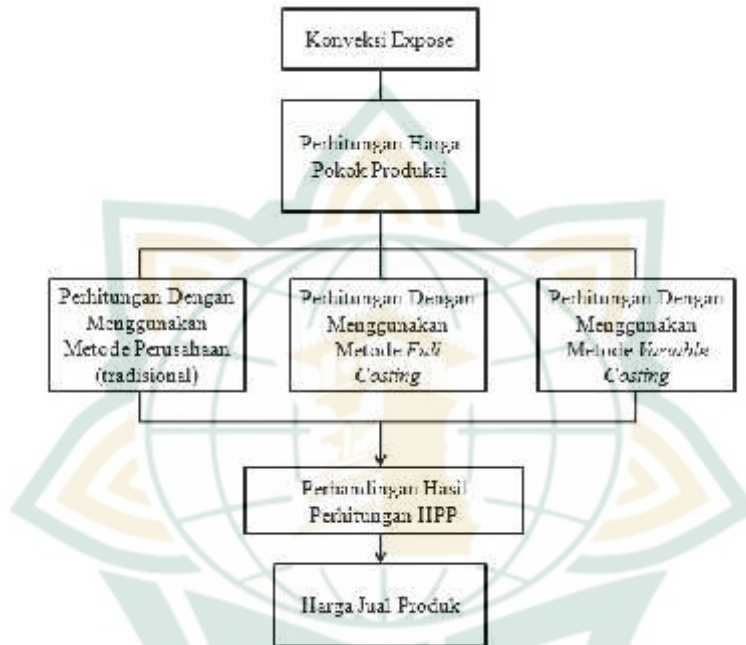 Konveksi Expose
Perhitungan Harga
Pokok Produksi
Perhitungan Dengan
Menggunakan
Metode Perusahaan
(tradisional)
Perhitungan Dengan
Menggunakan
Metode Full
Costing
Perhitungan Dengan
Menggunakan
Metode Variable
Costing
Perbandingan Hasil
Perhitungan HPP
Harga Jual Produk